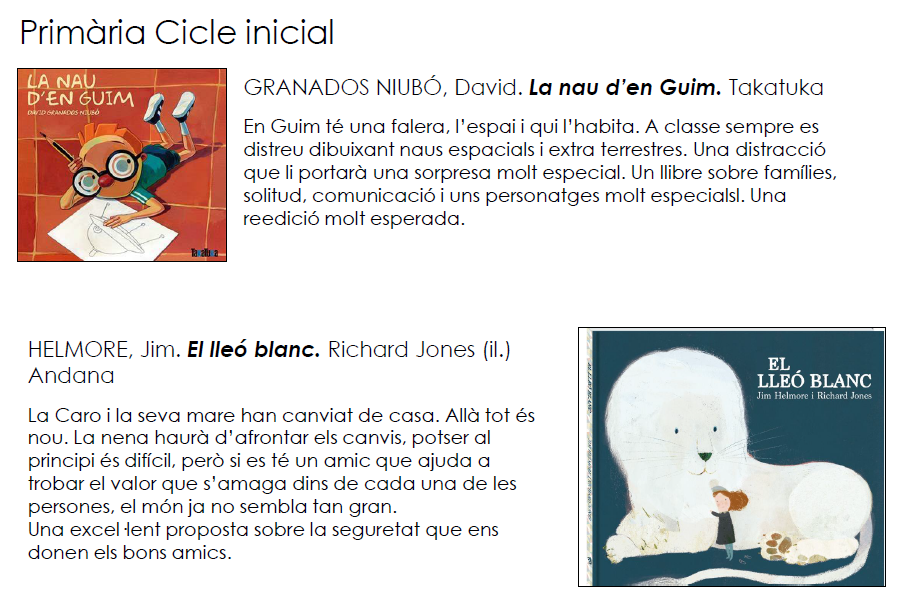 Primària Cicle inicial
LA NAU
D'EN GUIM
DAVID GRANADOS NIUBÓ
TakaTuka
GRANADOS NIUBÓ, David. La nau d’en Guim. Takatuka
En Guim té una falera, l’espai i qui l’habita. A classe sempre es
distreu dibuixant naus espacials i extra terrestres. Una distracció
que li portarà una sorpresa molt especial. Un llibre sobre famílies,
solitud, comunicació i uns personatges molt especialsl. Una
reedició molt esperada.
HELMORE, Jim. El lleó blanc. Richard Jones (il.)
Andana
La Caro i la seva mare han canviat de casa. Allà tot és
nou. La nena haurà d’afrontar els canvis, potser al
principi és difícil, però si es té un amic que ajuda a
trobar el valor que s’amaga dins de cada una de les
persones, el món ja no sembla tan gran.
Una excel·lent proposta sobre la seguretat que ens
donen els bons amics.
EL
LLEÓ BLANC
Jim Helmore i Richard Jones